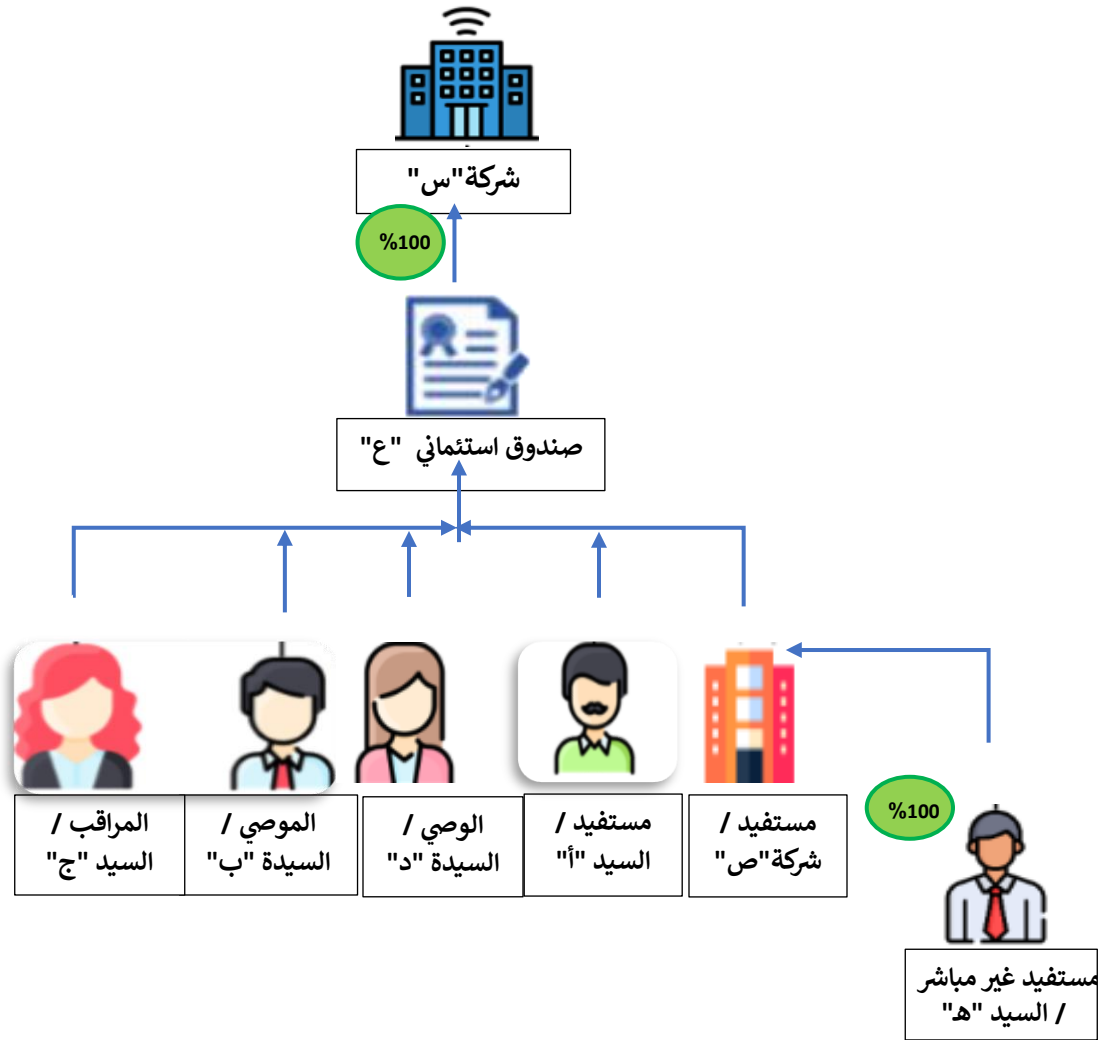 شركة"س"
%100
صندوق استئماني "ع"
المراقب /
السيد "ج"
الموصي /
السيدة "ب"
الوصي /
السيدة "د"
مستفيد /
السيد "أ"
مستفيد /
شركة"ص"
%100
مستفيد غير مباشر
/ السيد "هـ"